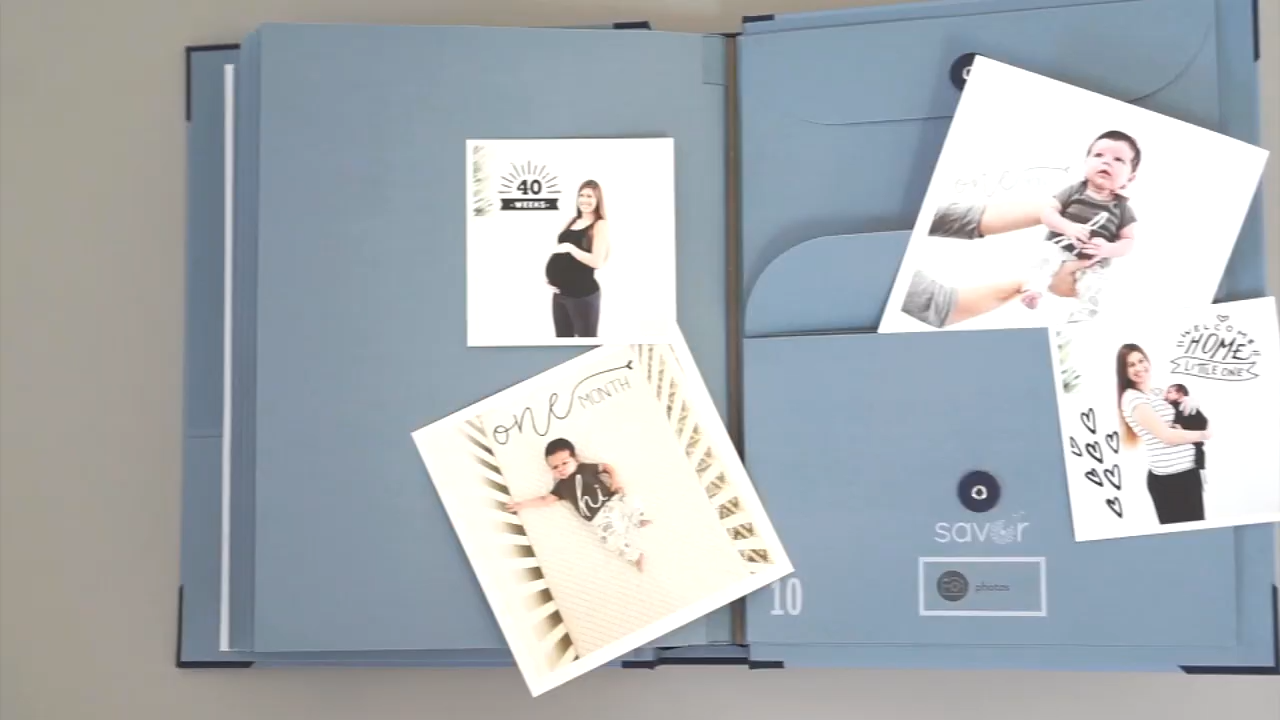 40
-WEEKS-
one
MONTH
hi
WELCOME
HOME
LITTLE ONE
savor
10
photos